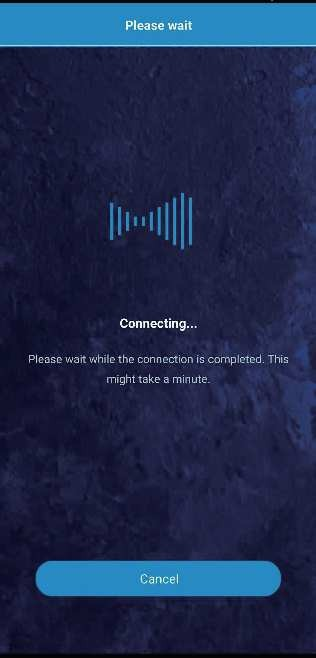 Please wait
Connecting...
Please wait while the connection is completed. This
might take a minute.
Cancel